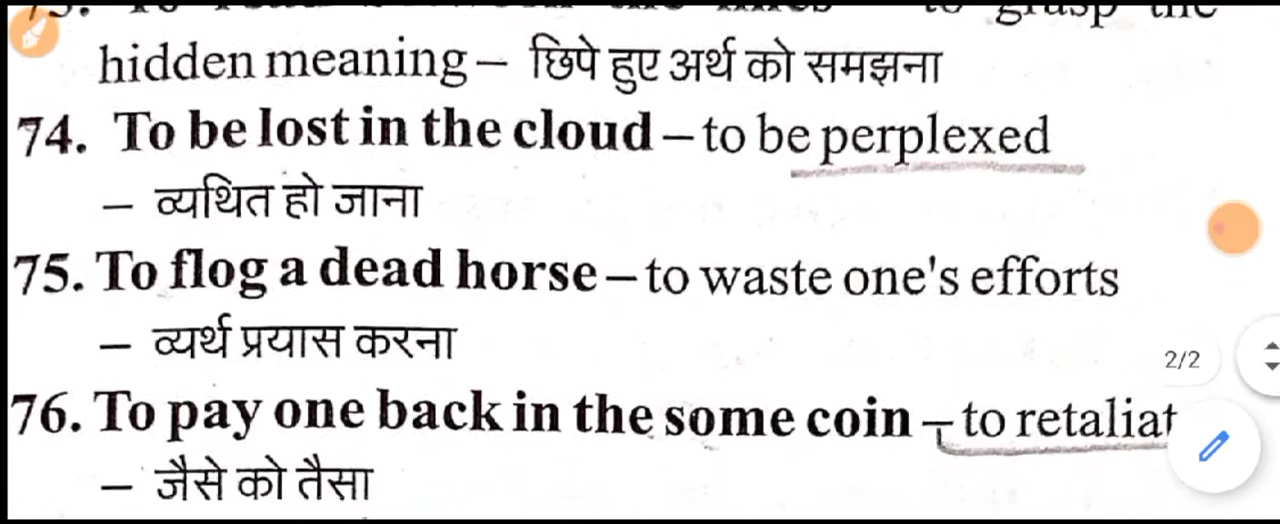 hidden meaning – छिपे हुए अर्थ को समझना
74. To be lost in the cloud – to be perplexed
– व्यथित हो जाना
75. To flog a dead horse – to waste one's efforts
– व्यर्थ प्रयास करना
2/2
76. To pay one back in the some coin – to retaliat
– जैसे को तैसा